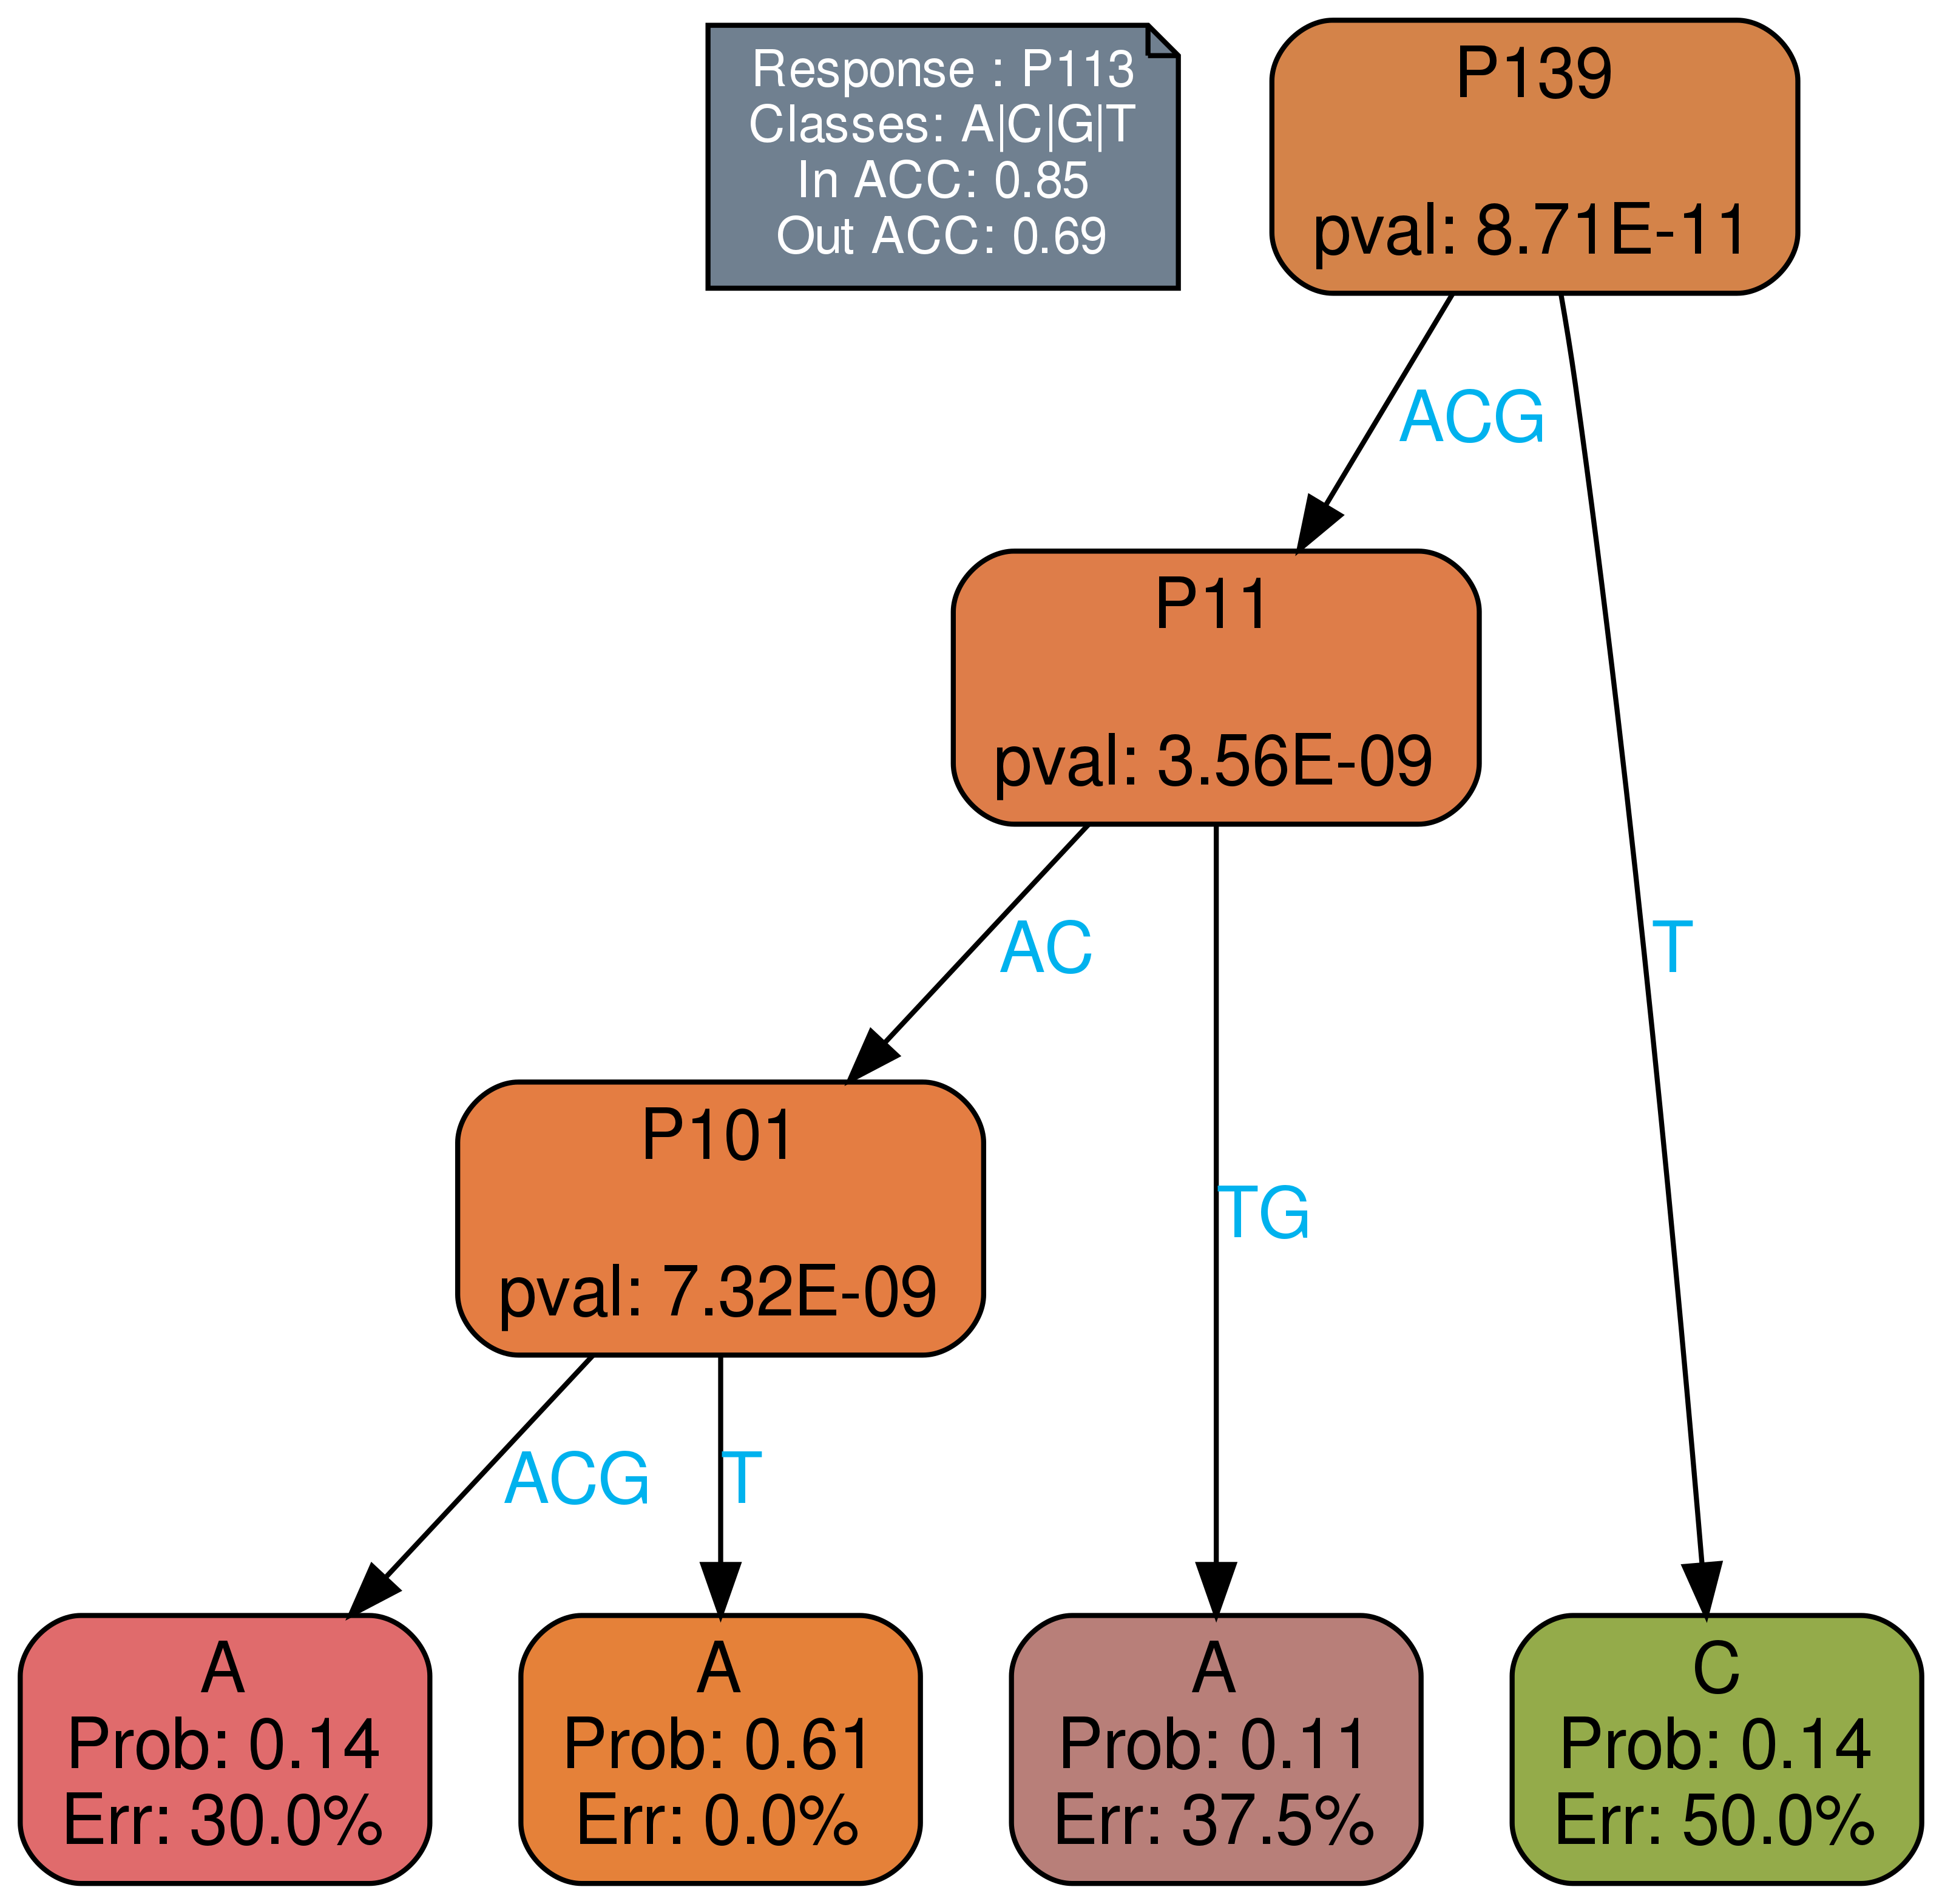 Response : P113
Classes: A|C|G|T
In ACC: 0.85
Out ACC: 0.69
P139
pval: 8.71E-11
ACG
P11
pval: 3.56E-09
AC
T
P101
pval: 7.32E-09
TG
ACG
T
A
Prob: 0.14
Err: 30.0%
A
Prob: 0.61
Err: 0.0%
A
Prob: 0.11
Err: 37.5%
C
Prob: 0.14
Err: 50.0%